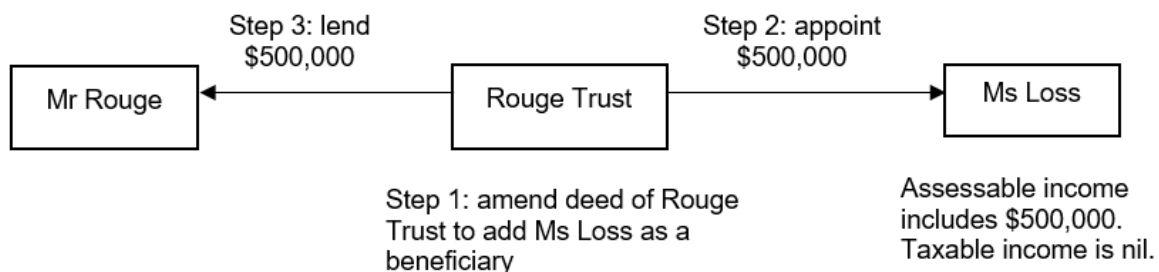 Step 3: lend
$500,000
Step 2: appoint
$500,000
Mr Rouge
Rouge Trust
Ms Loss
Step 1: amend deed of Rouge
Trust to add Ms Loss as a
beneficiary
Assessable income
includes $500,000.
Taxable income is nil.